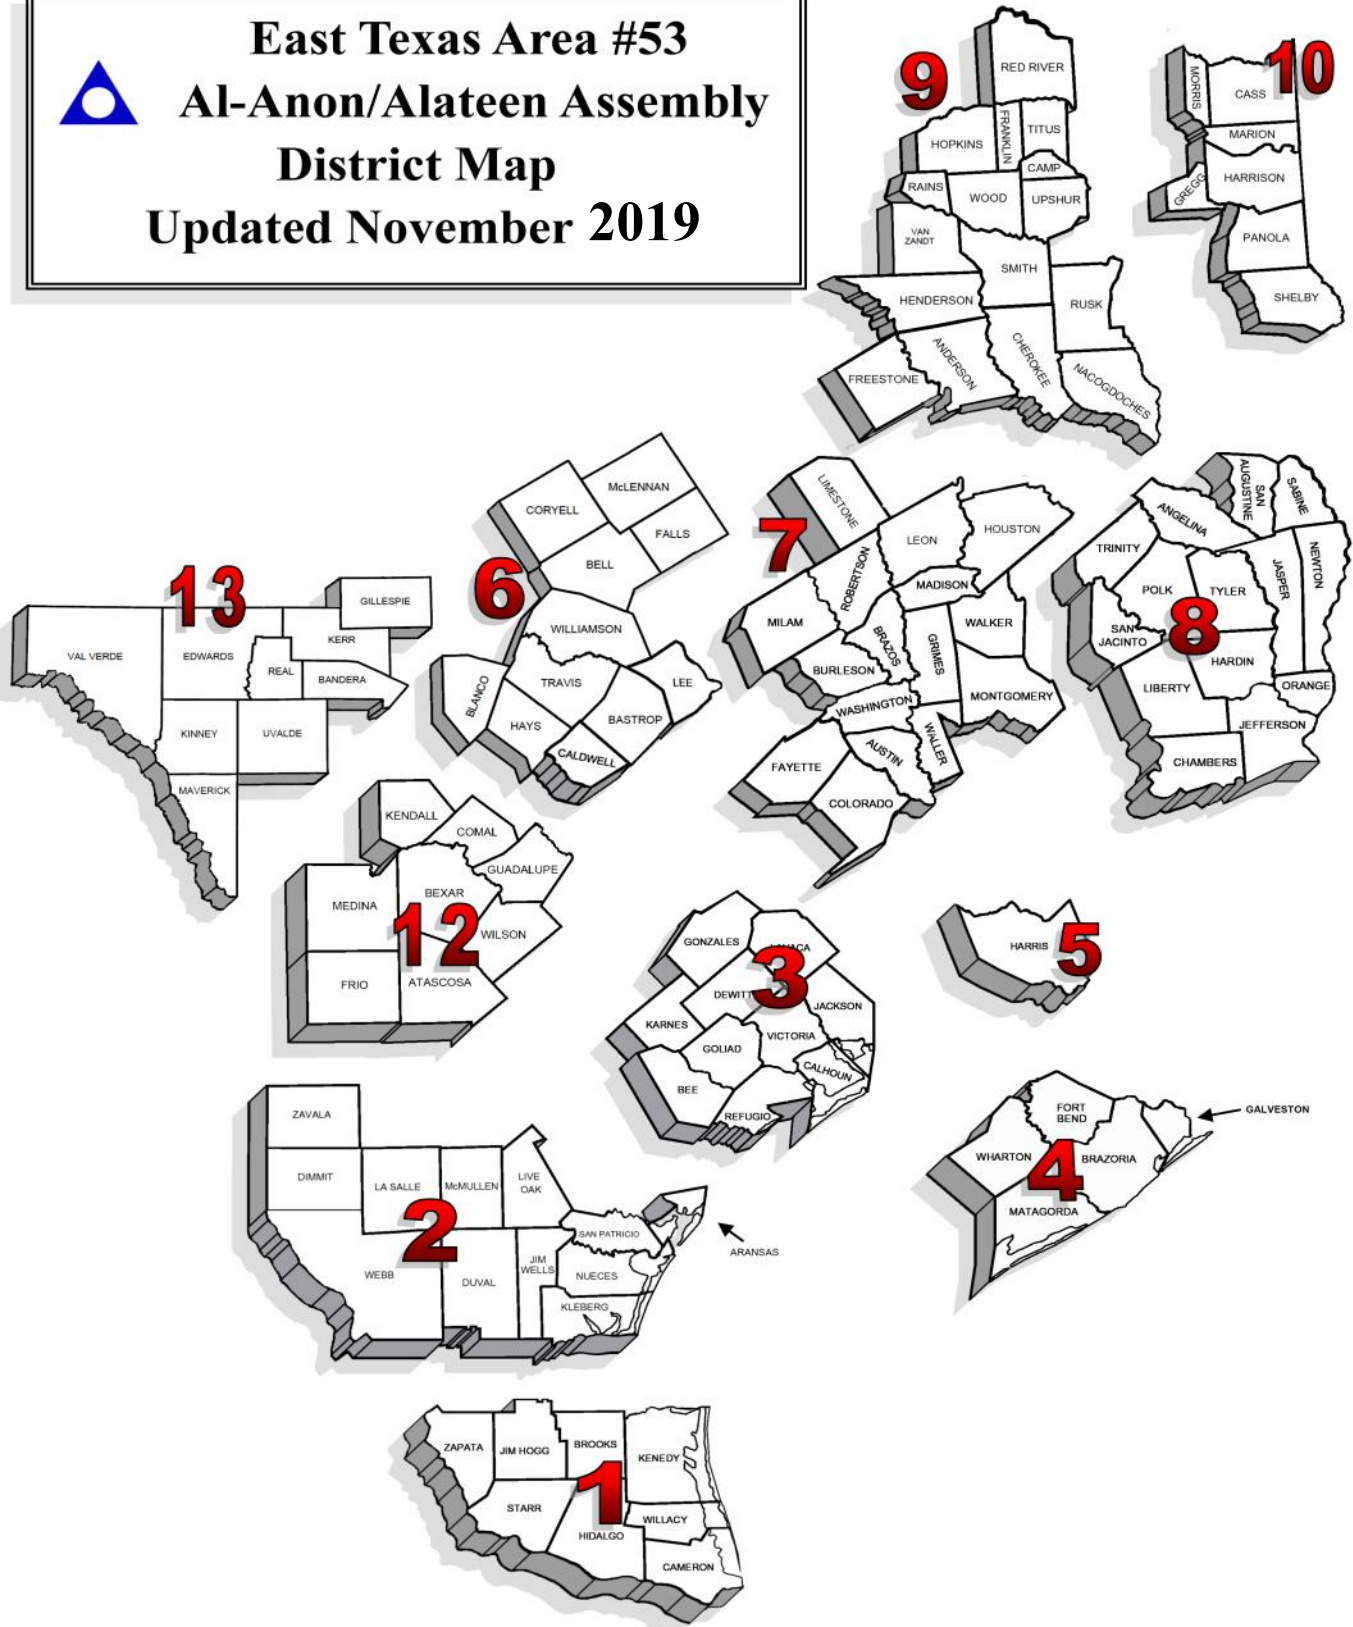 East Texas Area #53
Al-Anon/Alateen Assembly
District Map
Updated November 2019
9
RED RIVER
HOPKINS
FRANKLIN
TITUS
CAMP
RAINS
WOOD
UPSHUR
VAN
ZANDT
SMITH
HENDERSON
RUSK
ANDERSON
CHEROKEE
FREESTONE
NACOGDOCHES
10
MORRIS
CASS
MARION
HARRISON
GREGG
PANOLA
SHELBY
13
GILLESPIE
KERR
VAL VERDE
EDWARDS
REAL
BANDERA
KINNEY
UVALDE
MAVERICK
6
McLENNAN
CORYELL
FALLS
BELL
WILLIAMSON
BLANCO
TRAVIS
LEE
HAYS
BASTROP
CALDWELL
7
LIMESTONE
LEON
HOUSTON
ROBERTSON
MADISON
MILAM
BRAZOS
GRIMES
WALKER
BURLESON
WASHINGTON
MONTGOMERY
AUSTIN
WALLER
FAYETTE
COLORADO
8
SAN
AUGUSTINE
SABINE
ANGELINA
TRINITY
POLK
TYLER
JASPER
NEWTON
SAN
JACINTO
HARDIN
LIBERTY
ORANGE
JEFFERSON
CHAMBERS
12
KENDALL
COMAL
GUADALUPE
MEDINA
BEXAR
WILSON
FRIO
ATASCOSA
3
GONZALES
LAVACA
DEWITT
JACKSON
KARNES
VICTORIA
GOLIAD
CALHOUN
BEE
REFUGIO
5
HARRIS
4
FORT
BEND
GALVESTON
WHARTON
BRAZORIA
MATAGORDA
2
ZAVALA
DIMMIT
LA SALLE
McMULLEN
LIVE
OAK
SAN PATRICIO
ARANSAS
WEBB
DUVAL
JIM
WELLS
NUECES
KLEBERG
1
ZAPATA
JIM HOGG
BROOKS
KENEDY
STARR
HIDALGO
WILLACY
CAMERON